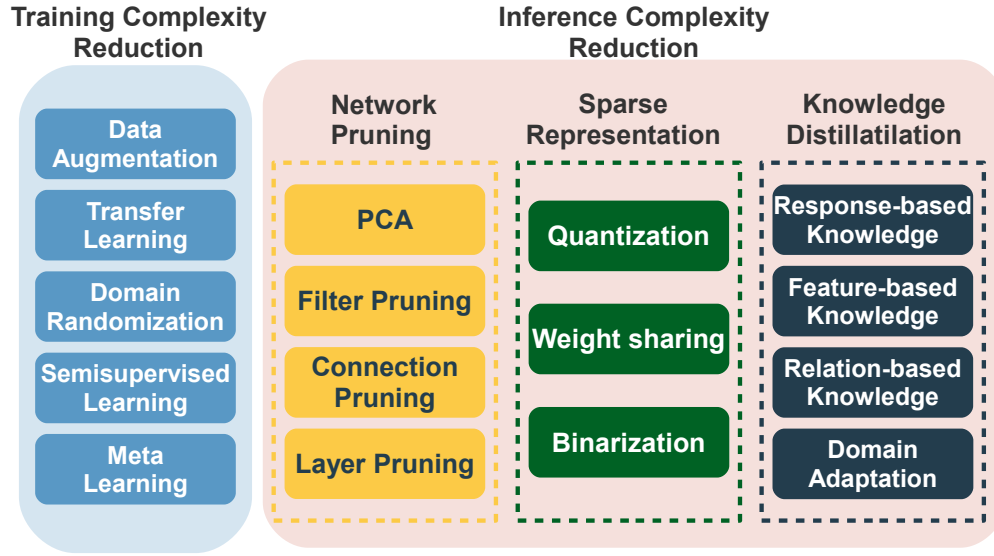 Training Complexity
Reduction
Data
Augmentation
Transfer
Learning
Domain
Randomization
Semisupervised
Learning
Meta
Learning
Inference Complexity
Reduction
Network
Pruning
PCA
Filter Pruning
Connection
Pruning
Layer Pruning
Sparse
Representation
Quantization
Weight sharing
Binarization
Knowledge
Distillatilation
Response-based
Knowledge
Feature-based
Knowledge
Relation-based
Knowledge
Domain
Adaptation